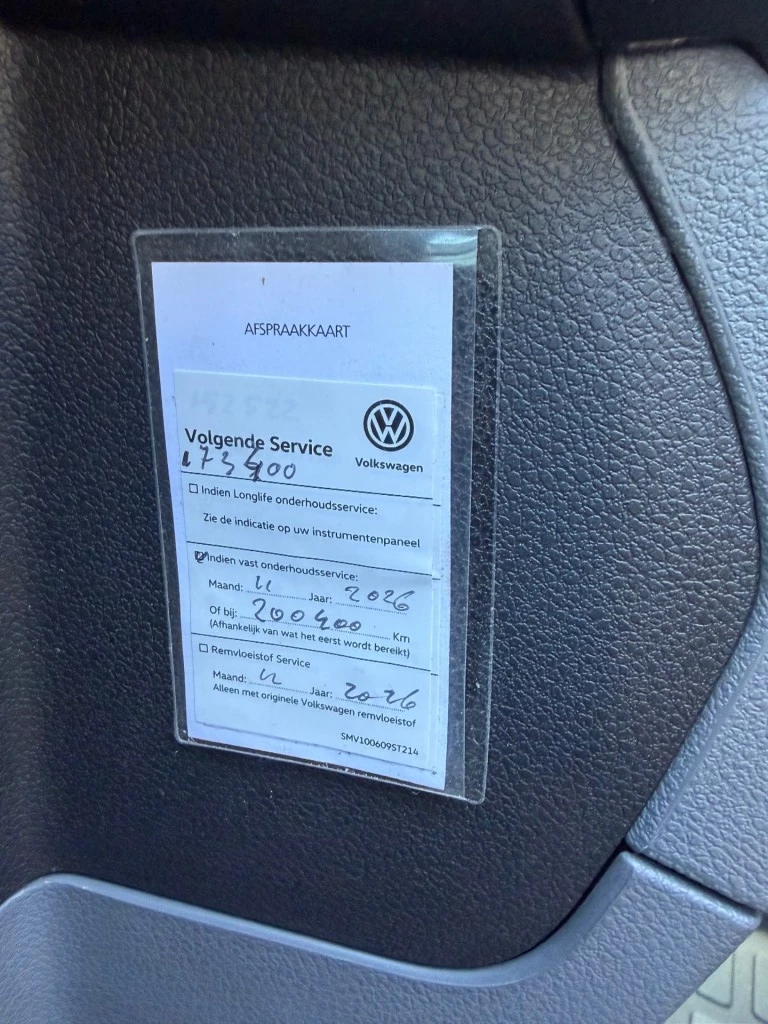 AFSPRAAKKAART
Volgende Service
Volkswagen
173400
☐ Indien Longlife onderhoudsservice:
Zie de indicatie op uw instrumentenpaneel
☑ Indien vast onderhoudsservice:
Maand: 11 Jaar: 2026
Of bij: 200400 Km
(Afhankelijk van wat het eerst wordt bereikt)
☐ Remvloeistof Service
Maand: 11 Jaar: 2026
Alleen met originele Volkswagen remvloeistof
SMV100609ST214